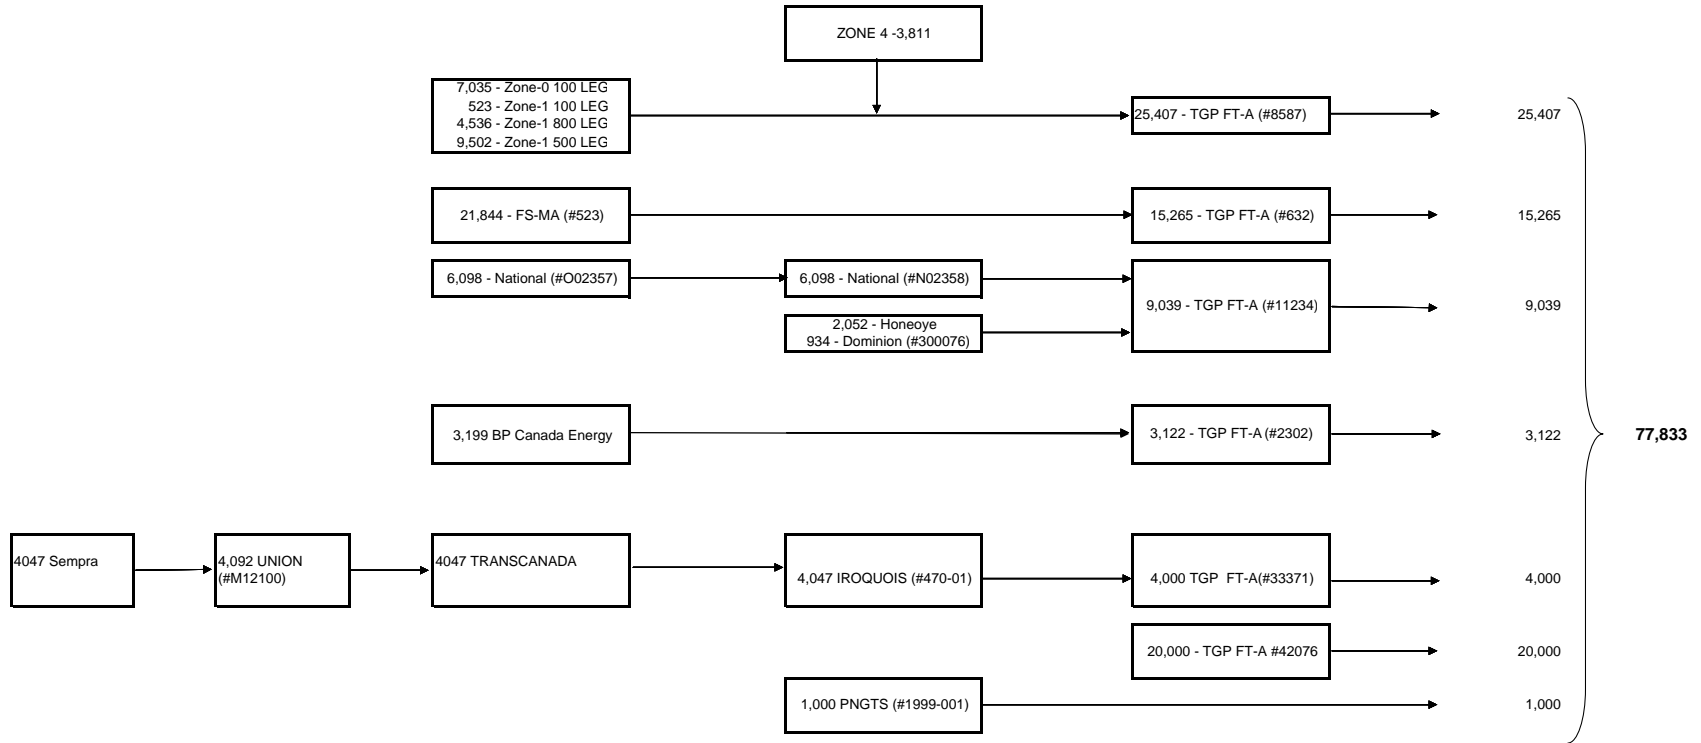 ZONE 4 -3,811
7,035 - Zone-0 100 LEG
523 - Zone-1 100 LEG
4,536 - Zone-1 800 LEG
9,502 - Zone-1 500 LEG
25,407 - TGP FT-A (#8587)
25,407
21,844 - FS-MA (#523)
15,265 - TGP FT-A (#632)
15,265
6,098 - National (#O02357)
6,098 - National (#N02358)
2,052 - Honeoye
934 - Dominion (#300076)
9,039 - TGP FT-A (#11234)
9,039
3,199 BP Canada Energy
3,122 - TGP FT-A (#2302)
3,122
77,833
4047 Sempra
4,092 UNION
(#M12100)
4047 TRANSCANADA
4,047 IROQUOIS (#470-01)
4,000 TGP  FT-A(#33371)
4,000
20,000 - TGP FT-A #42076
20,000
1,000 PNGTS (#1999-001)
1,000